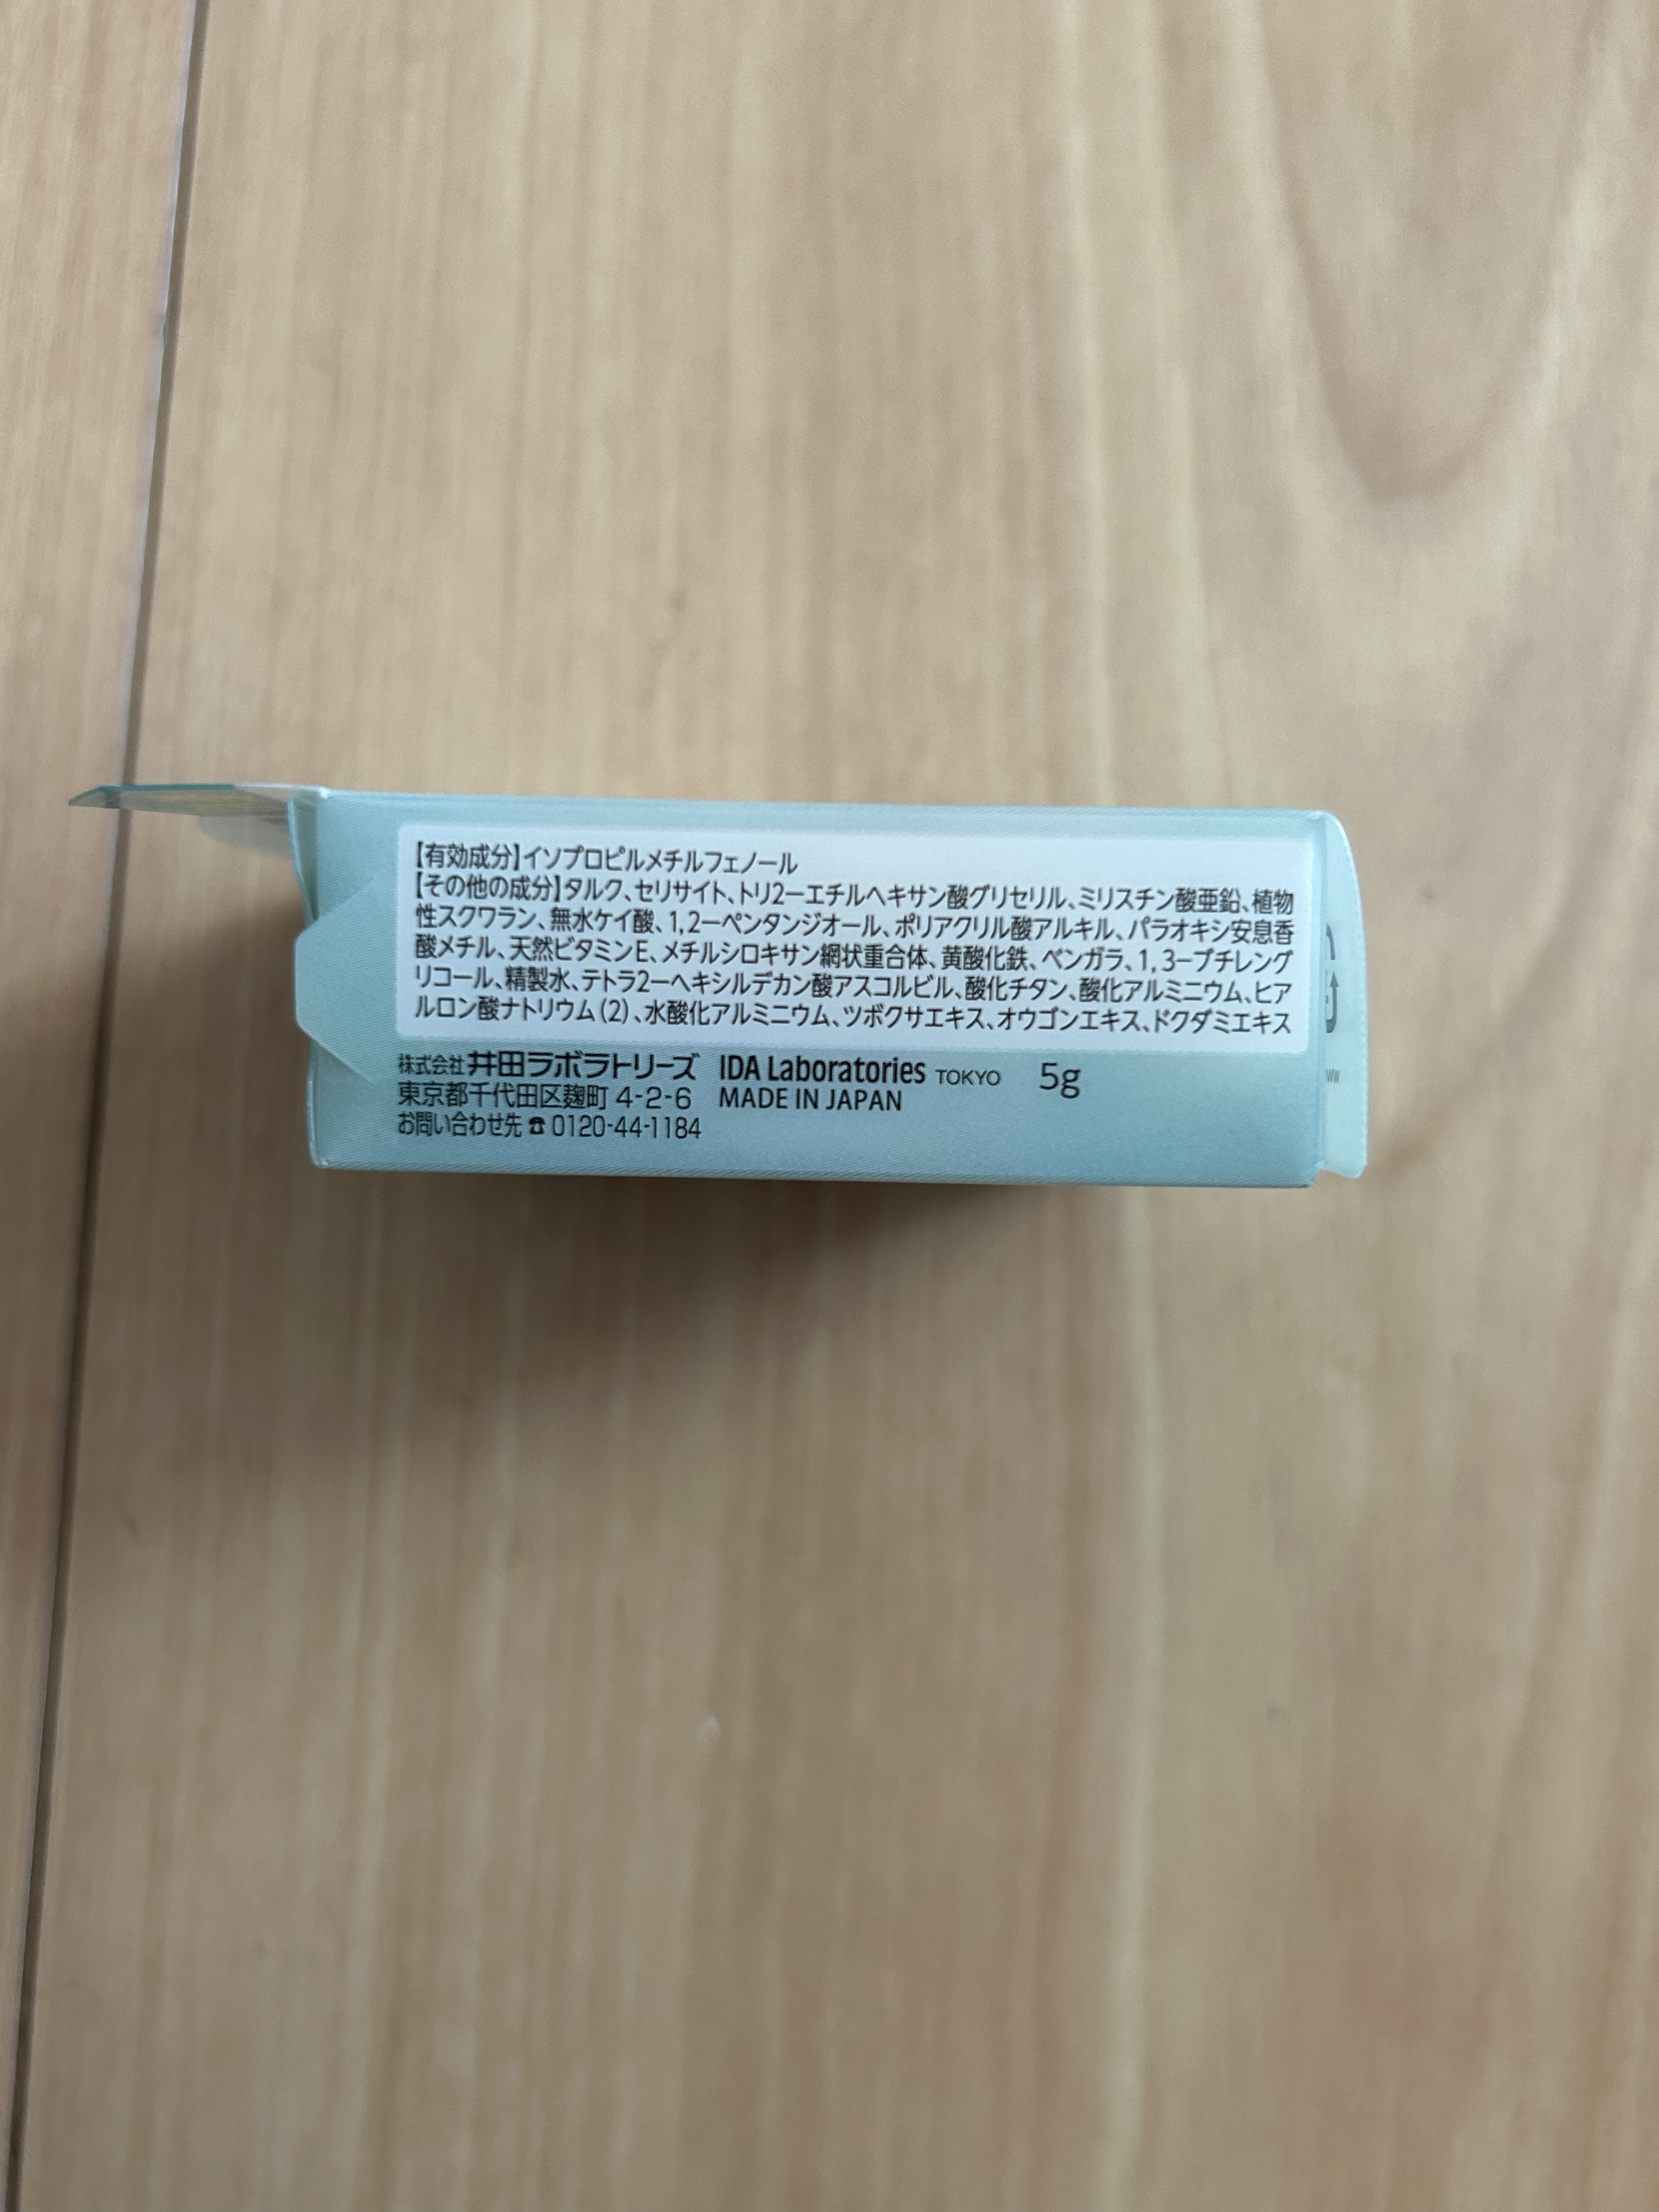 【有効成分】イソプロピルメチルフェノール
【その他の成分】タルク、セリサイト、トリ2ーエチルヘキサン酸グリセリル、ミリスチン酸亜鉛、植物
性スクワラン、無水ケイ酸、1,2ーペンタンジオール、ポリアクリル酸アルキル、パラオキシ安息香
酸メチル、天然ビタミンE、メチルシロキサン網状重合体、黄酸化鉄、ベンガラ、1,3ーブチレング
リコール、精製水、テトラ2ーヘキシルデカン酸アスコルビル、酸化チタン、酸化アルミニウム、ヒア
ルロン酸ナトリウム(2)、水酸化アルミニウム、ツボクサエキス、オウゴンエキス、ドクダミエキス
株式会社 井田ラボラトリーズ IDA Laboratories TOKYO 5g
東京都千代田区麹町 4-2-6 MADE IN JAPAN
お問い合わせ先 ☎ 0120-44-1184